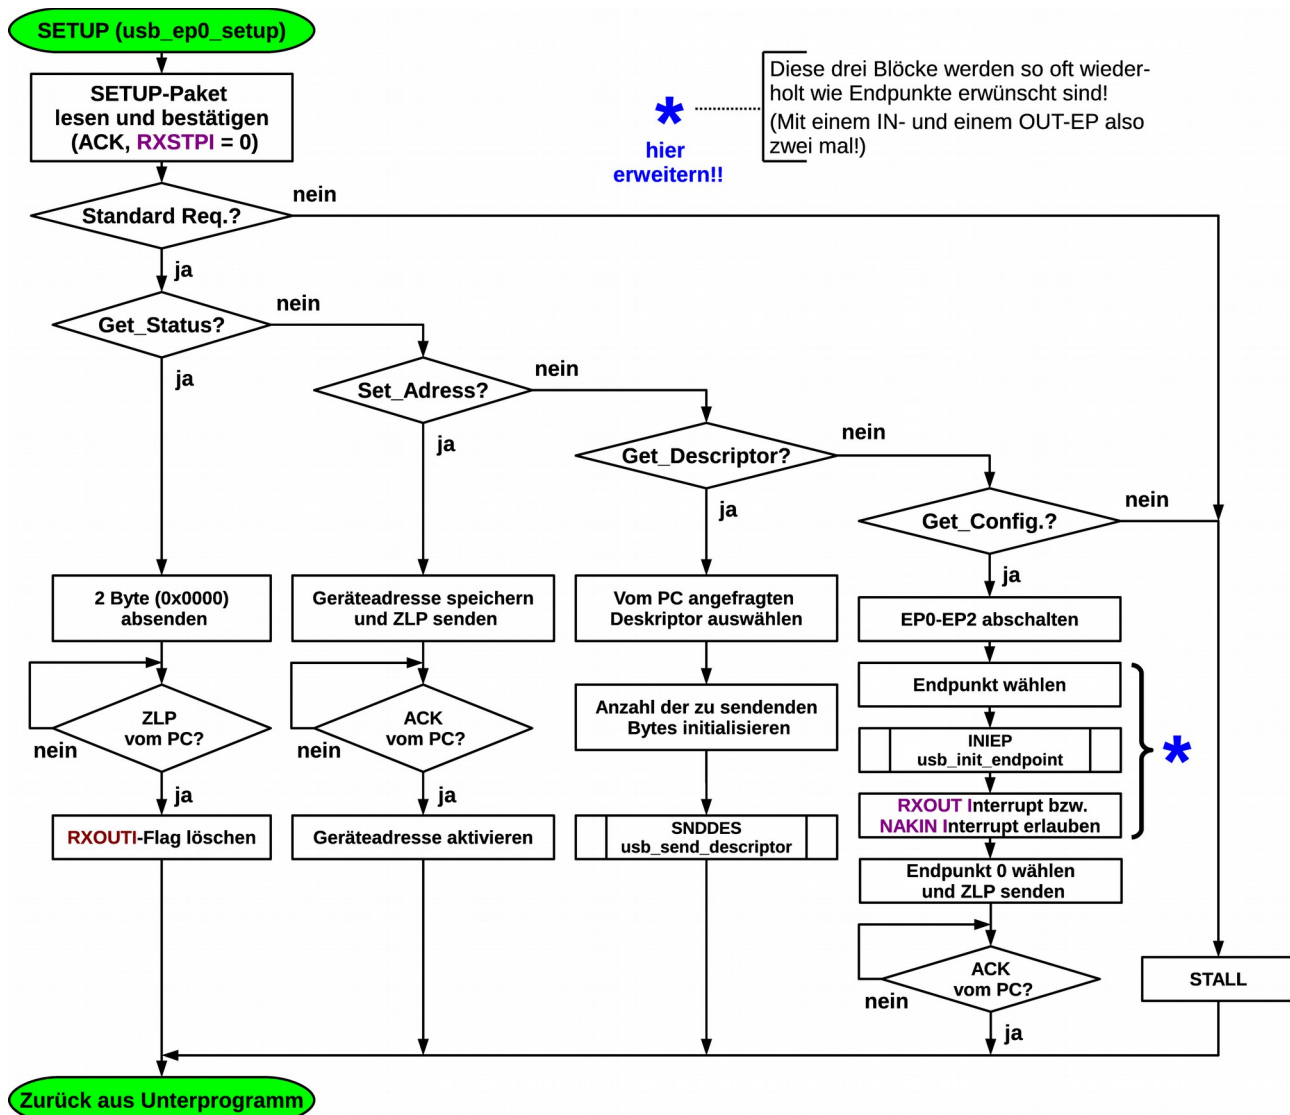 SETUP (usb_ep0_setup)
SETUP-Paket
lesen und bestätigen
(ACK, RXSTPI = 0)
*
hier
erweitern!!
Diese drei Blöcke werden so oft wieder-
holt wie Endpunkte erwünscht sind!
(Mit einem IN- und einem OUT-EP also
zwei mal!)
Standard Req.?
nein
ja
Get_Status?
nein
ja
Set_Adress?
nein
ja
Get_Descriptor?
nein
ja
Get_Config.?
nein
ja
2 Byte (0x0000)
absenden
ZLP
vom PC?
nein
ja
RXOUTI-Flag löschen
Geräteadresse speichern
und ZLP senden
ACK
vom PC?
nein
ja
Geräteadresse aktivieren
Vom PC angefragten
Deskriptor auswählen
Anzahl der zu sendenden
Bytes initialisieren
SNDDES
usb_send_descriptor
EP0-EP2 abschalten
Endpunkt wählen
INIEP
usb_init_endpoint
RXOUT Interrupt bzw.
NAKIN Interrupt erlauben
*
Endpunkt 0 wählen
und ZLP senden
ACK
vom PC?
nein
ja
STALL
Zurück aus Unterprogramm